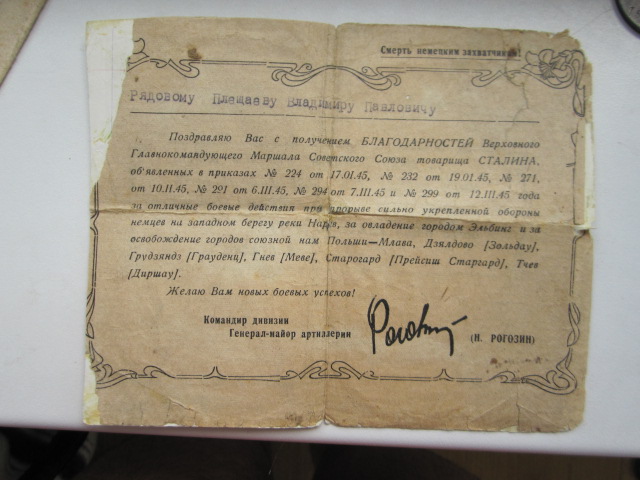 Смерть немецким захватчикам!
Рядовому Плещаеву Владимиру Павловичу
Поздравляю Вас с получением БЛАГОДАРНОСТЕЙ Верховного
Главнокомандующего Маршала Советского Союза товарища СТАЛИНА,
об'явленных в приказах № 224 от 17.01.45, № 232 от 19.01.45, № 271,
от 10.11.45, № 291 от 6.III.45, № 294 от 7.III.45 и № 299 от 12.III.45 года
за отличные боевые действия при прорыве сильно укрепленной обороны
немцев на западном берегу реки Нарев, за овладение городом Эльбинг и за
освобождение городов союзной нам Польши—Млава, Дзялдово [Зольдау],
Грудзяндз [Грауденц], Гнев [Меве], Старогард [Прейсиш Старгард], Тчев
[Диршау].
Желаю Вам новых боевых успехов!
Командир дивизии
Генерал-майор артиллерии
(Н. РОГОЗИН)